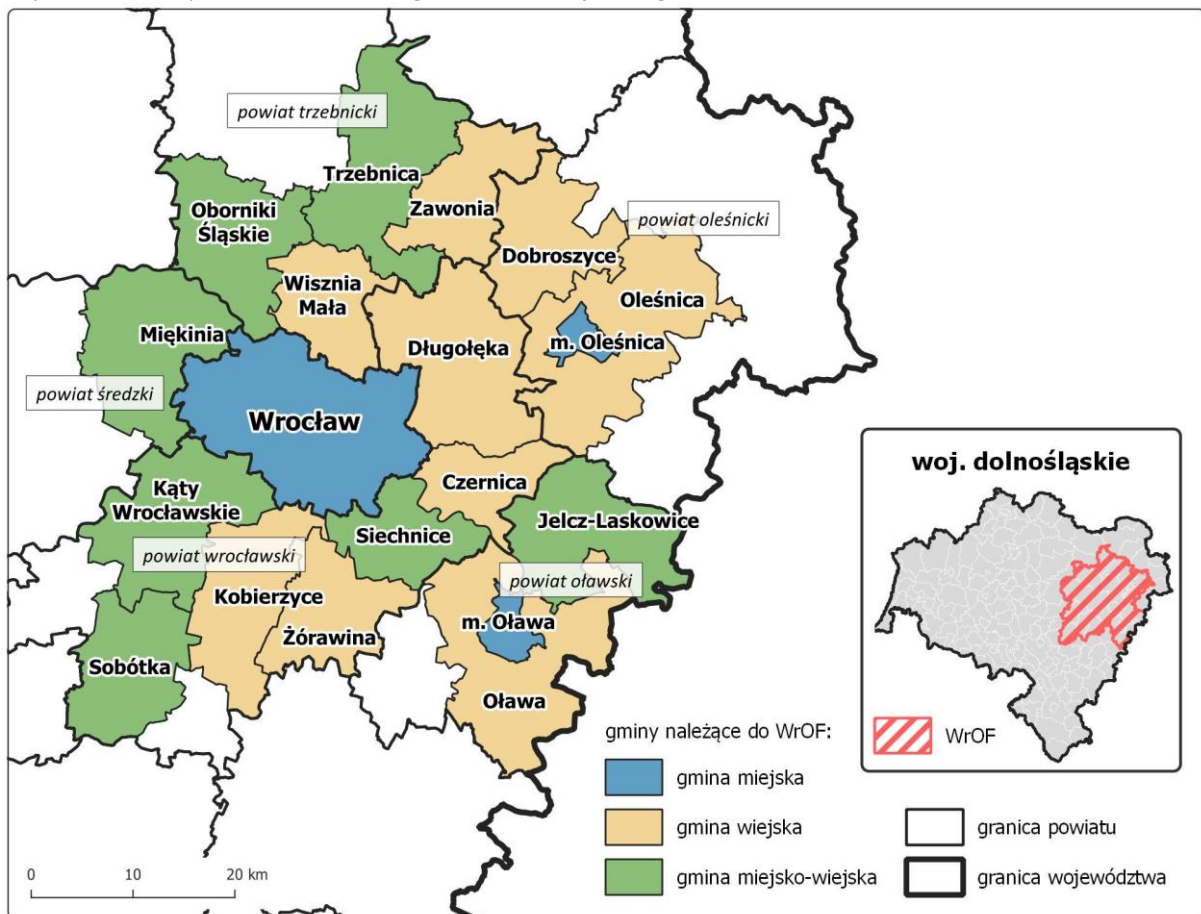 powiat trzebnicki
Trzebnica
Oborniki
Śląskie
Zawonia
powiat oleśnicki
Dobroszyce
Wisznia
Mała
Oleśnica
Miękinia
Długołęka
m. Oleśnica
powiat średzki
Wrocław
Kąty
Wrocławskie
Czernica
Siechnice
Jelcz-Laskowice
powiat wrocławski
powiat oławski
Kobierzyce
m. Oława
Żórawina
Sobótka
Oława
woj. dolnośląskie
WrOF
gminy należące do WrOF:
gmina miejska
gmina wiejska
gmina miejsko-wiejska
granica powiatu
granica województwa
0 10 20 km